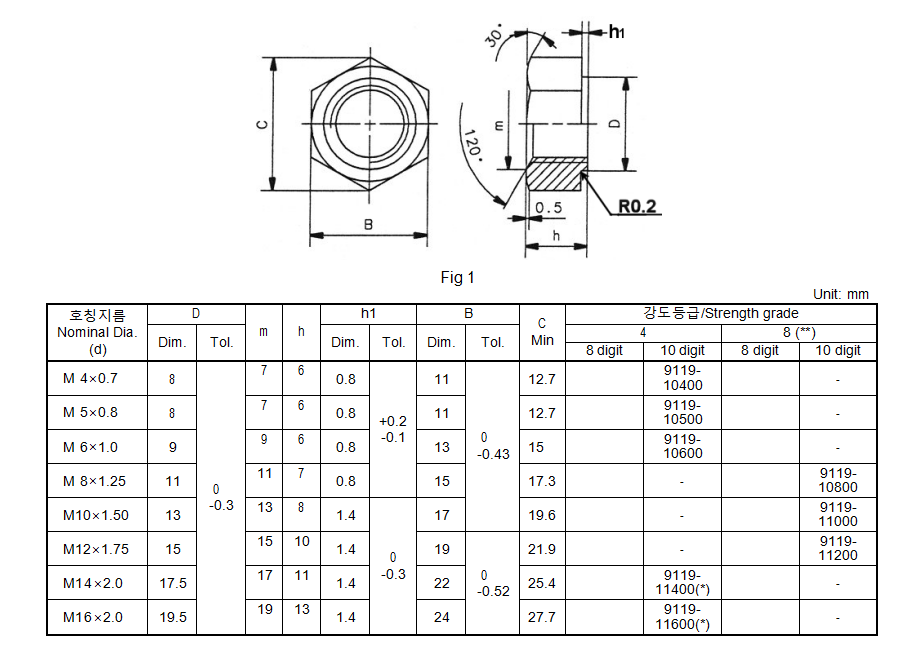 30°
h1
C
m
D
120°
B
0.5
R0.2
h
Fig 1
Unit: mm
호칭지름 Nominal Dia. (d) D m h h1 B C Min 강도등급/Strength grade
4 8 (**)
Dim. Tol. Dim. Tol. Dim. Tol. 8 digit 10 digit 8 digit 10 digit
M 4×0.7 8 0 -0.3 7 6 0.8 +0.2 -0.1 11 0 -0.43 12.7 9119-10400 -
M 5×0.8 8 7 6 0.8 11 12.7 9119-10500 -
M 6×1.0 9 9 6 0.8 13 15 9119-10600 -
M 8×1.25 11 11 7 0.8 15 17.3 - 9119-10800
M10×1.50 13 13 8 1.4 0 -0.3 17 19.6 - 9119-11000
M12×1.75 15 15 10 1.4 19 0 -0.52 21.9 - 9119-11200
M14×2.0 17.5 17 11 1.4 22 25.4 9119-11400(*) -
M16×2.0 19.5 19 13 1.4 24 27.7 9119-11600(*) -